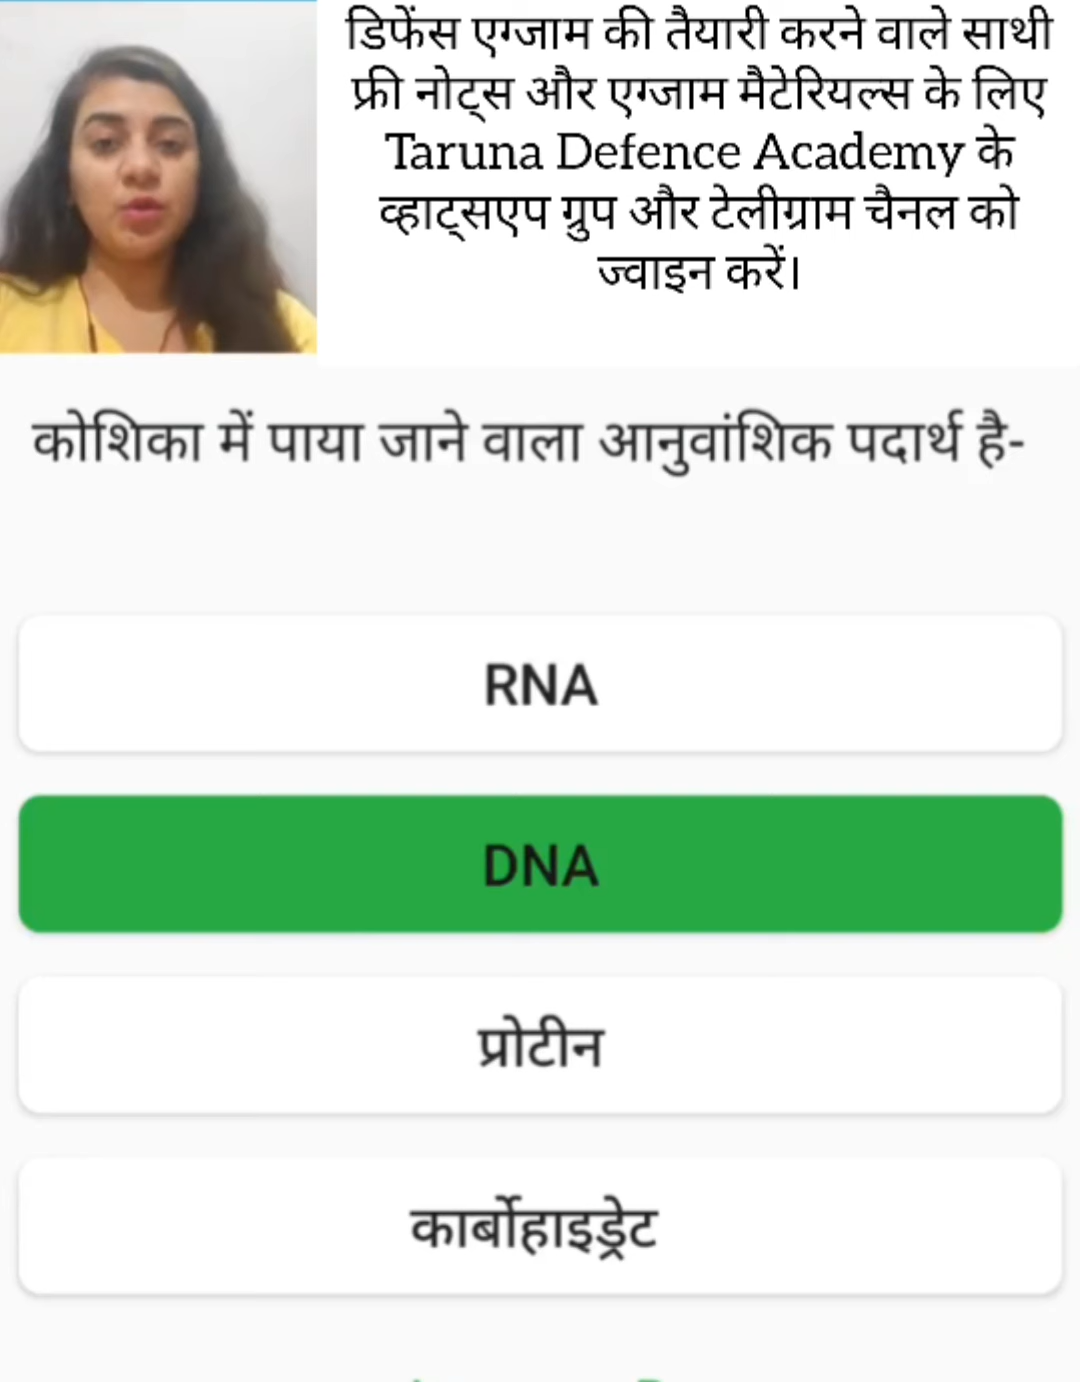 डिफेंस एग्जाम की तैयारी करने वाले साथी
फ्री नोट्स और एग्जाम मैटेरियल्स के लिए
Taruna Defence Academy के
व्हाट्सएप ग्रुप और टेलीग्राम चैनल को
ज्वाइन करें।
कोशिका में पाया जाने वाला आनुवांशिक पदार्थ है-
RNA
DNA
प्रोटीन
कार्बोहाइड्रेट